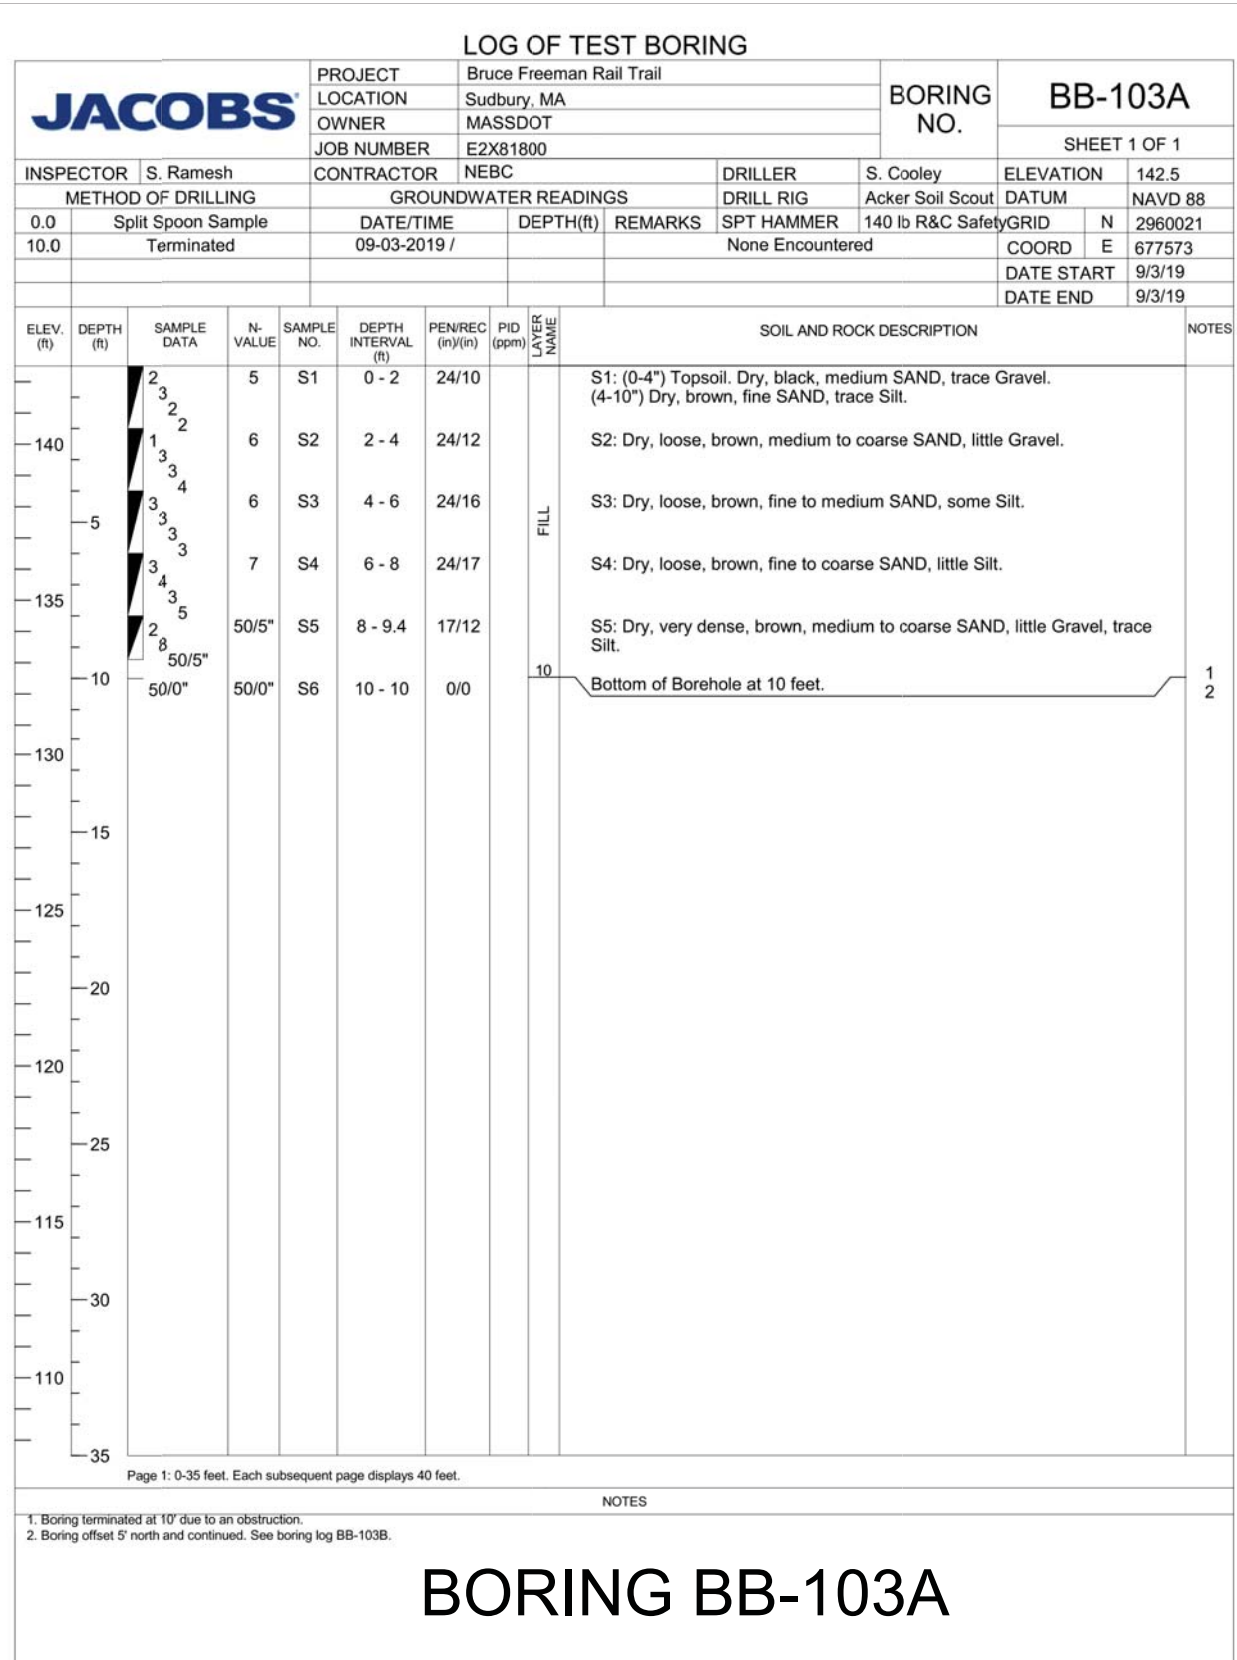 LOG OF TEST BORING
JACOBS
PROJECT Bruce Freeman Rail Trail
LOCATION Sudbury, MA
OWNER MASSDOT
JOB NUMBER E2X81800
BORING NO. BB-103A
SHEET 1 OF 1
INSPECTOR S. Ramesh CONTRACTOR NEBC DRILLER S. Cooley ELEVATION 142.5
METHOD OF DRILLING GROUNDWATER READINGS DRILL RIG Acker Soil Scout DATUM NAVD 88
0.0 Split Spoon Sample DATE/TIME DEPTH(ft) REMARKS SPT HAMMER 140 lb R&C Safety GRID N 2960021
10.0 Terminated 09-03-2019 / None Encountered COORD E 677573
DATE START 9/3/19
DATE END 9/3/19
ELEV. (ft) DEPTH (ft) SAMPLE DATA N-VALUE SAMPLE NO. DEPTH INTERVAL (ft) PEN/REC (in)/(in) PID (ppm) LAYER NAME SOIL AND ROCK DESCRIPTION NOTES
2 3 2 2 5 S1 0 - 2 24/10 S1: (0-4") Topsoil. Dry, black, medium SAND, trace Gravel.
(4-10") Dry, brown, fine SAND, trace Silt.
140 1 3 3 4 6 S2 2 - 4 24/12 S2: Dry, loose, brown, medium to coarse SAND, little Gravel.
5 3 3 3 3 6 S3 4 - 6 24/16 FILL S3: Dry, loose, brown, fine to medium SAND, some Silt.
135 3 4 3 5 7 S4 6 - 8 24/17 S4: Dry, loose, brown, fine to coarse SAND, little Silt.
2 8 50/5" 50/5" S5 8 - 9.4 17/12 S5: Dry, very dense, brown, medium to coarse SAND, little Gravel, trace
Silt.
10 50/0" 50/0" S6 10 - 10 0/0 10 Bottom of Borehole at 10 feet. 1
2
130
15
125
20
120
25
115
30
110
35
Page 1: 0-35 feet. Each subsequent page displays 40 feet.
NOTES
1. Boring terminated at 10' due to an obstruction.
2. Boring offset 5' north and continued. See boring log BB-103B.
BORING BB-103A